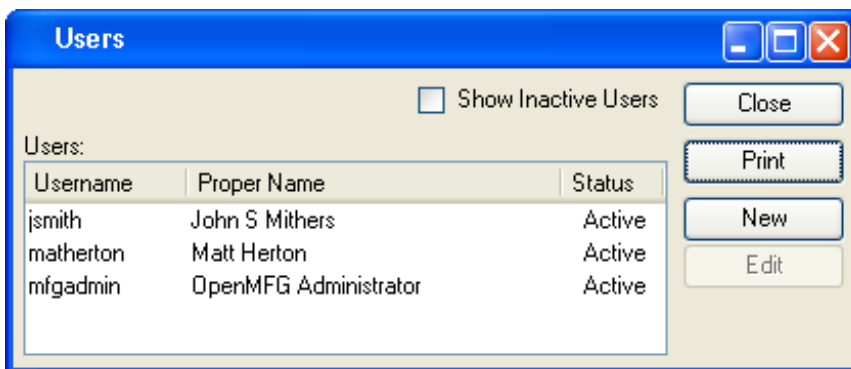 Users
Show Inactive Users
Close
Users:
Print
Username Proper Name Status
jsmith John S Mithers Active
New
matherton Matt Herton Active
Edit
mfgadmin OpenMFG Administrator Active